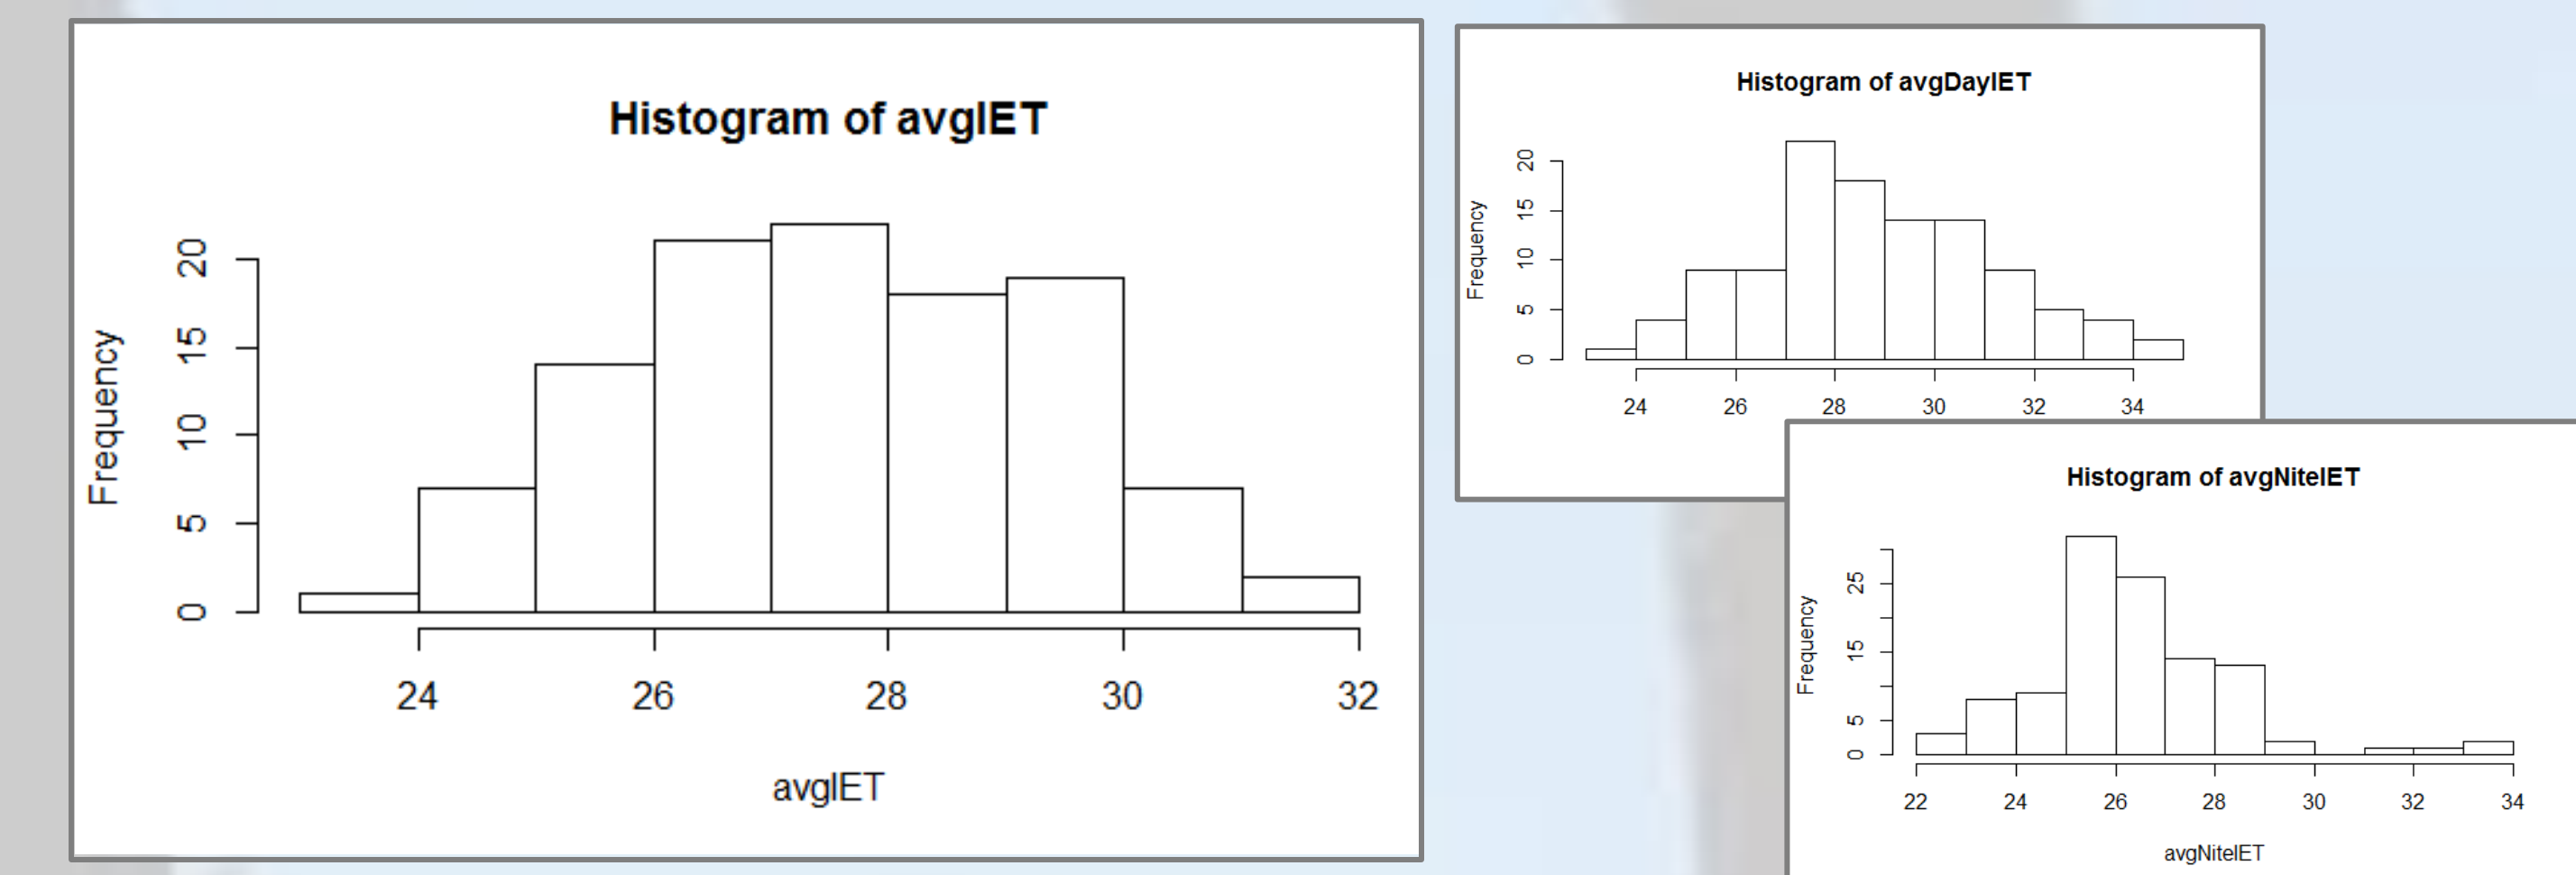 Histogram of avgIET
Frequency
0 5 10 15 20
24 26 28 30 32
avgIET
Histogram of avgDayIET
Frequency
0 5 10 15 20
24 26 28 30 32 34
Histogram of avgNiteIET
Frequency
0 5 15 25
22 24 26 28 30 32 34
avgNiteIET